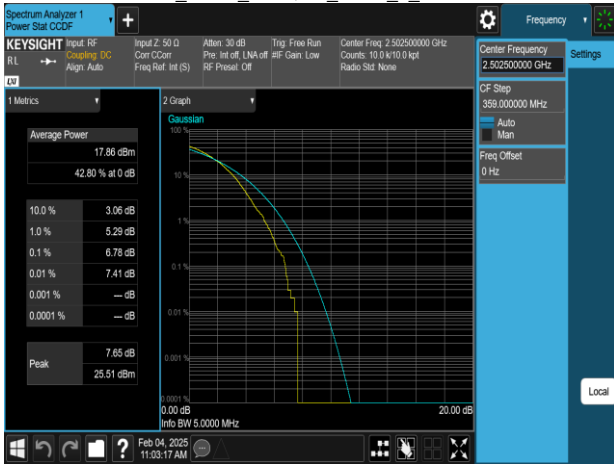 Spectrum Analyzer 1
Power Stat CCDF
+
Frequency
KEYSIGHT
RL
LXI
Input: RF
Coupling: DC
Align: Auto
Input Z: 50 Ω
Corr CCorr
Freq Ref: Int (S)
Atten: 30 dB
Pre: Int off, LNA off
RF Presel: Off
Trig: Free Run
#IF Gain: Low
Center Freq: 2.502500000 GHz
Counts: 10.0 k/10.0 kpt
Radio Std: None
Center Frequency
2.502500000 GHz
Settings
CF Step
359.000000 MHz
Auto
Man
Freq Offset
0 Hz
Local
1 Metrics
Average Power
17.86 dBm
42.80 % at 0 dB
10.0 % 3.06 dB
1.0 % 5.29 dB
0.1 % 6.78 dB
0.01 % 7.41 dB
0.001 % --- dB
0.0001 % --- dB
Peak
7.65 dB
25.51 dBm
2 Graph
Gaussian
100 %
10 %
1 %
0.1 %
0.01 %
0.001 %
0.0001 %
0.00 dB 20.00 dB
Info BW 5.0000 MHz
?
Feb 04, 2025
11:03:17 AM